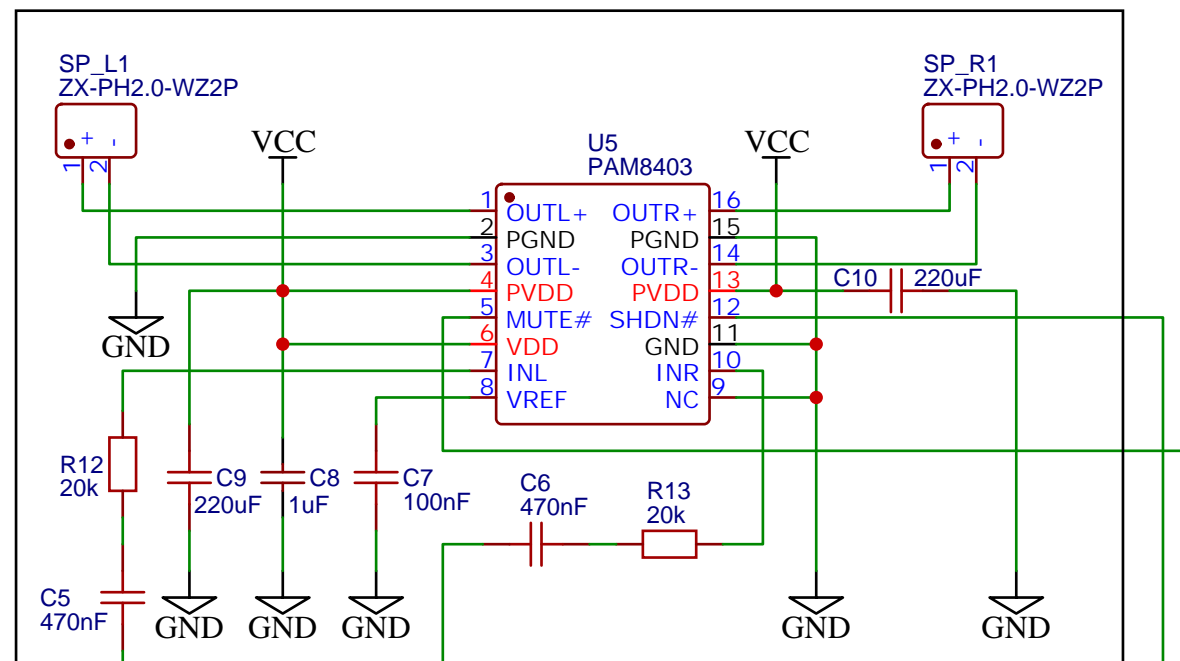 SP_L1
ZX-PH2.0-WZ2P
+ -
1 2
VCC
U5
PAM8403
VCC
SP_R1
ZX-PH2.0-WZ2P
+ -
1 2
1 OUTL+ OUTR+ 16
2 PGND PGND 15
3 OUTL- OUTR- 14
4 PVDD PVDD 13
5 MUTE# SHDN# 12
6 VDD GND 11
7 INL INR 10
8 VREF NC 9
GND
C10 220uF
R12
20k
C9
220uF
C8
1uF
C7
100nF
C6
470nF
R13
20k
C5
470nF
GND GND GND GND GND